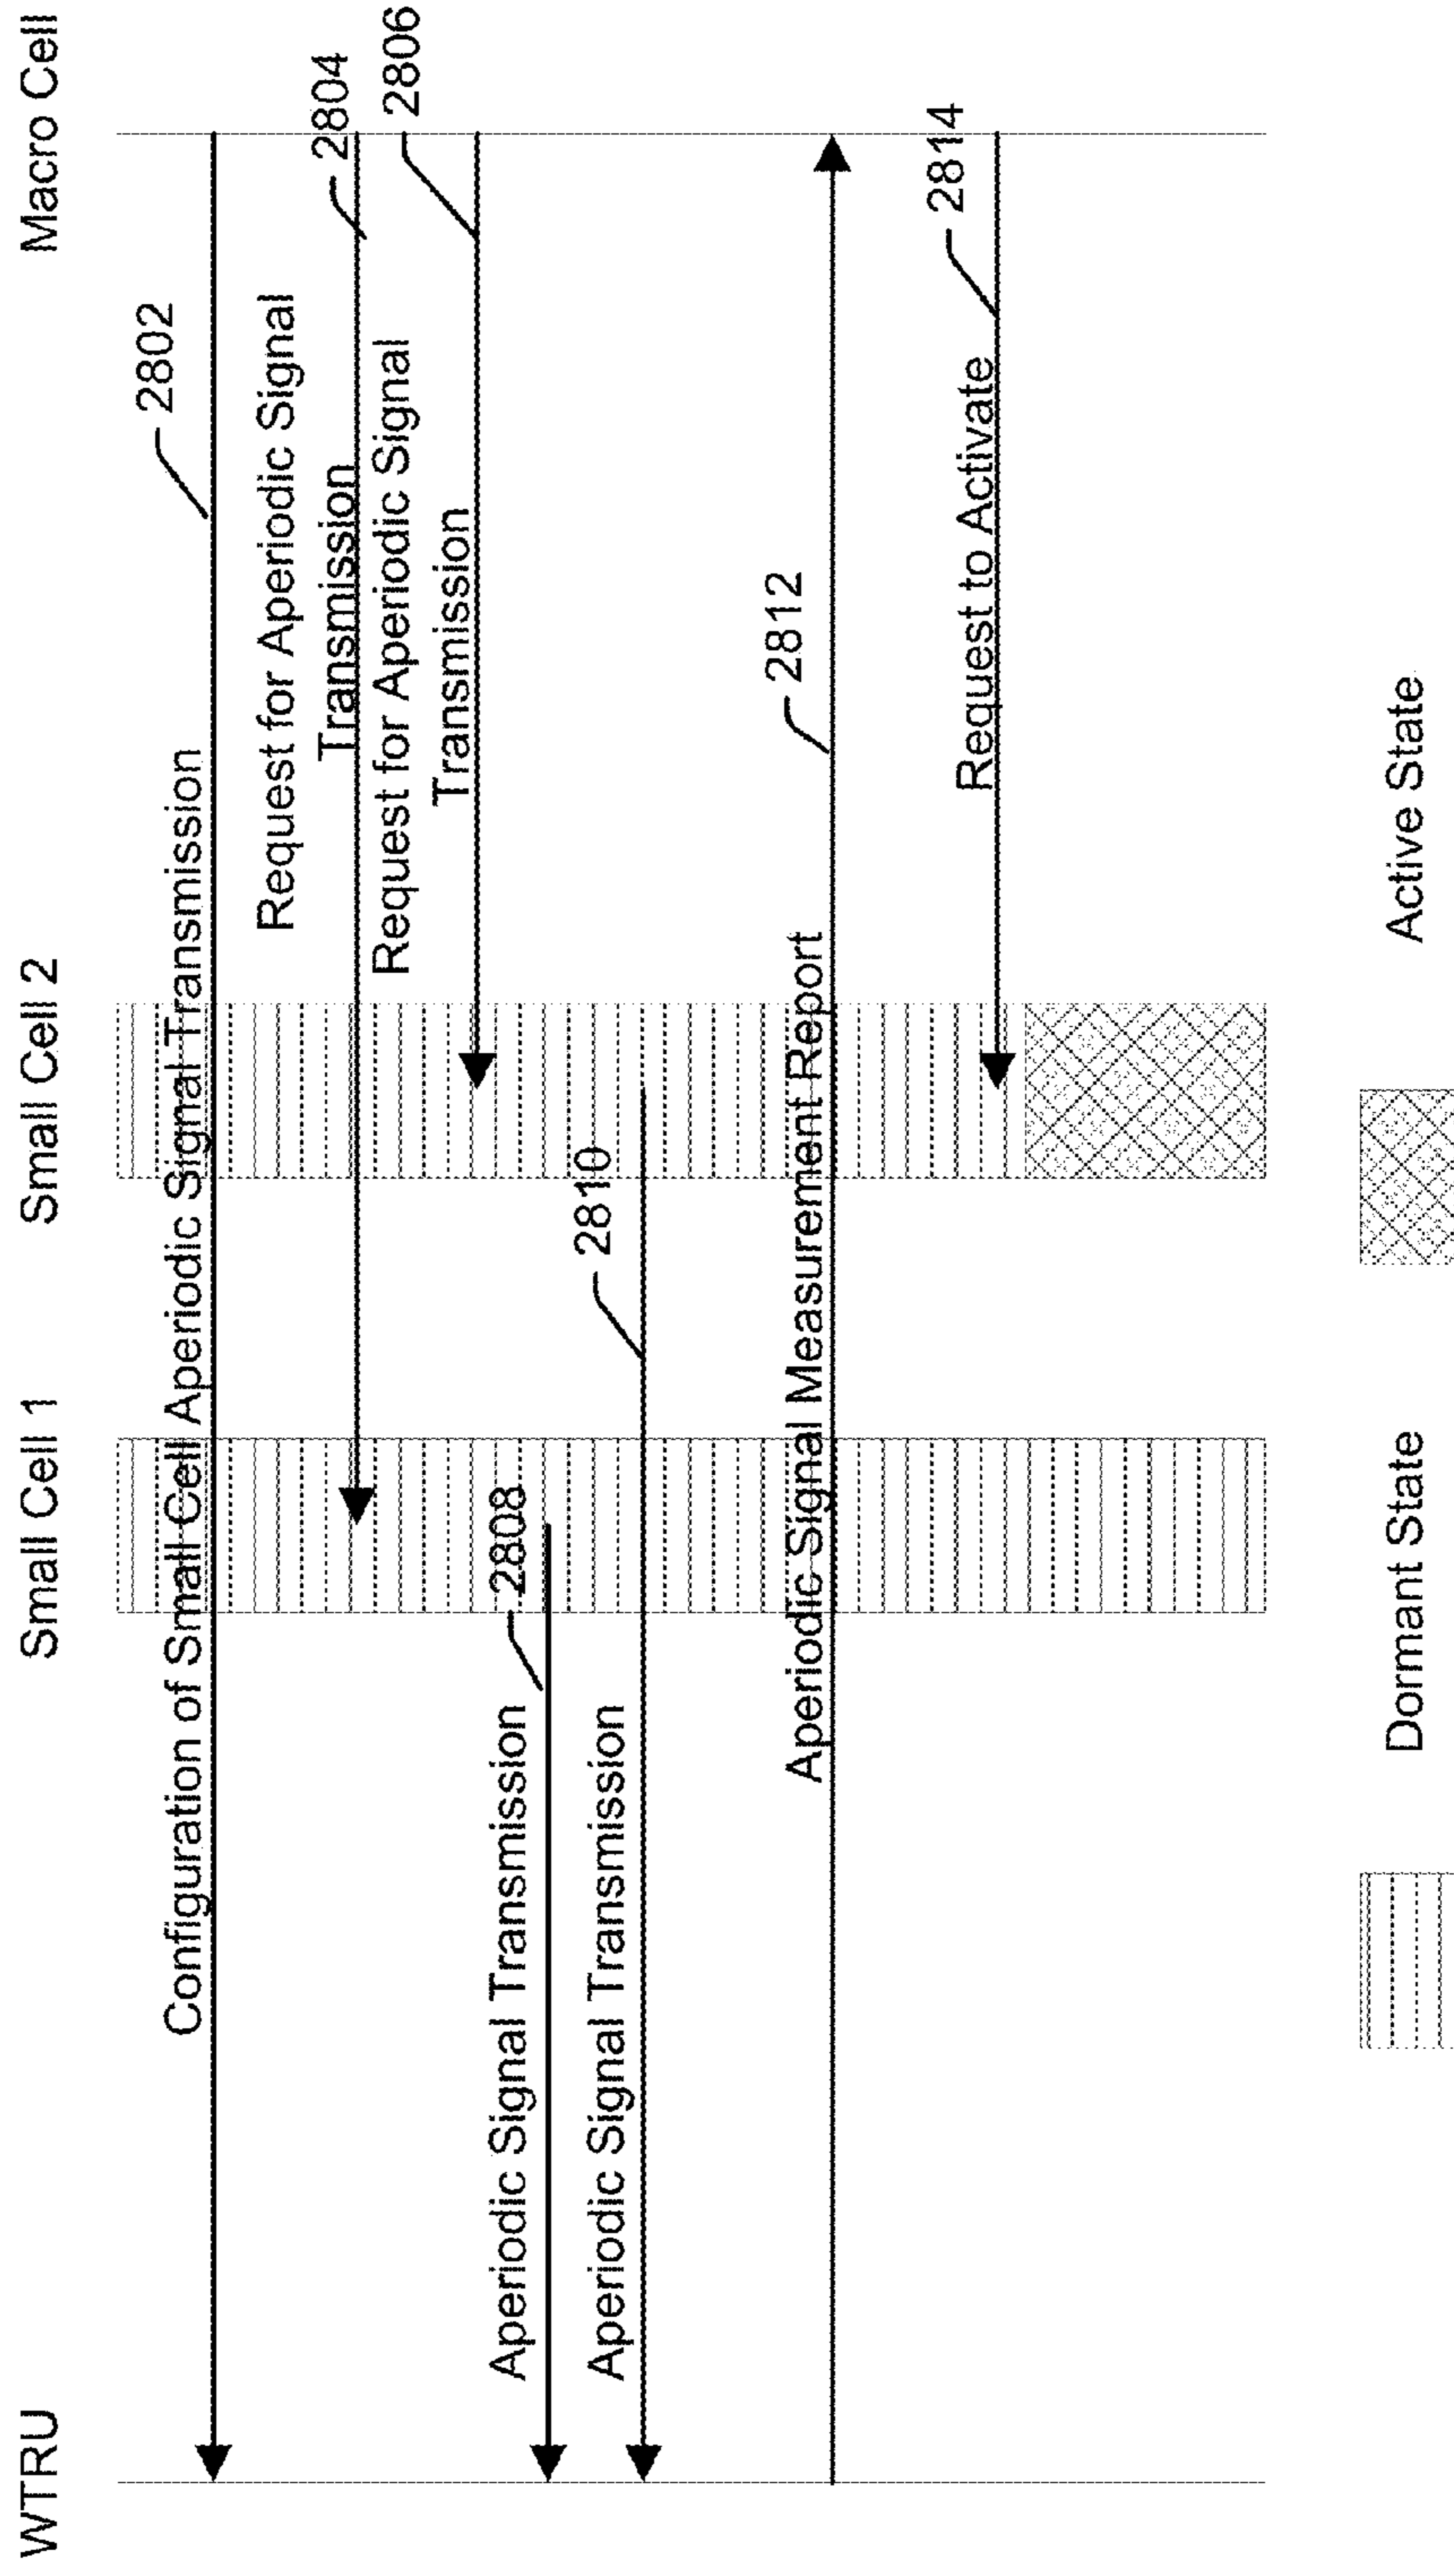 WTRU
Small Cell 1
Small Cell 2
Macro Cell
2802
Configuration of Small Cell Aperiodic Signal Transmission
2804
Request for Aperiodic Signal
Transmission
2806
Request for Aperiodic Signal
Transmission
2808
Aperiodic Signal Transmission
2810
Aperiodic Signal Transmission
2812
Aperiodic Signal Measurement Report
2814
Request to Activate
Dormant State
Active State